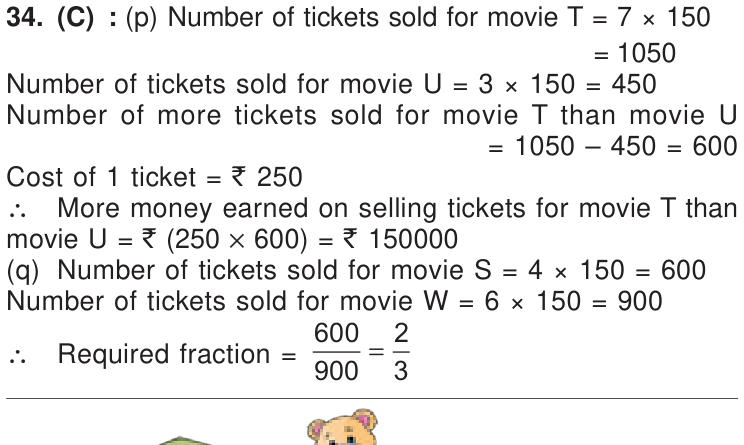 34. (C) : (p) Number of tickets sold for movie T = 7 × 150
= 1050
Number of tickets sold for movie U = 3 × 150 = 450
Number of more tickets sold for movie T than movie U
= 1050 – 450 = 600
Cost of 1 ticket = ₹ 250
∴ More money earned on selling tickets for movie T than
movie U = ₹ (250 × 600) = ₹ 150000
(q) Number of tickets sold for movie S = 4 × 150 = 600
Number of tickets sold for movie W = 6 × 150 = 900
∴ Required fraction = 600/900 = 2/3